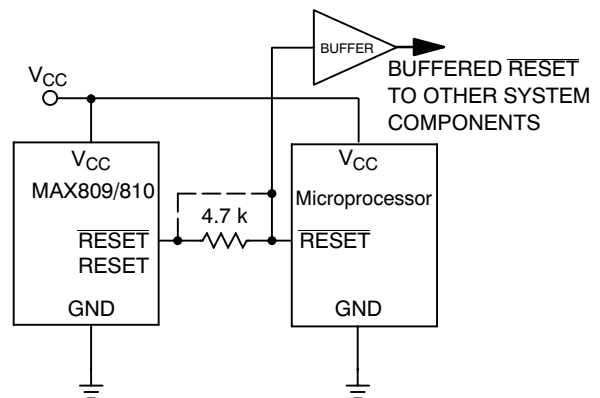 BUFFER
BUFFERED RESET
TO OTHER SYSTEM
COMPONENTS
VCC
VCC
MAX809/810
RESET
RESET
GND
4.7 k
VCC
Microprocessor
RESET
GND